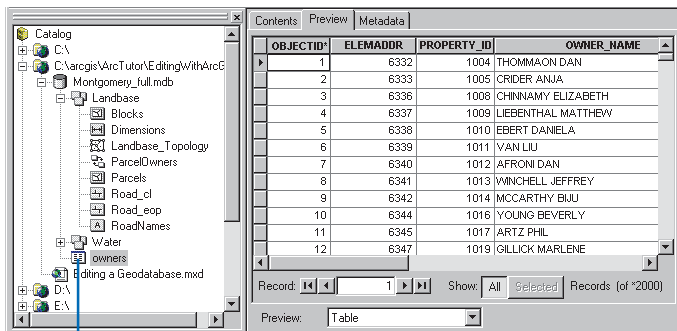 Catalog
C:\
C:\arcgis\ArcTutor\EditingWithArcG
Montgomery_full.mdb
Landbase
Blocks
Dimensions
Landbase_Topology
ParcelOwners
Parcels
Road_cl
Road_eop
RoadNames
Water
owners
Editing a Geodatabase.mxd
D:\
E:\
Contents Preview Metadata
OBJECTID* ELEMADDR PROPERTY_ID OWNER_NAME
1 6332 1004 THOMMAON DAN
2 6333 1005 CRIDER ANJA
3 6336 1008 CHINNAMY ELIZABETH
4 6337 1009 LIEBENTHAL MATTHEW
5 6338 1010 EBERT DANIELA
6 6339 1011 VAN LIU
7 6340 1012 AFRONI DAN
8 6341 1013 WINCHELL JEFFREY
9 6342 1014 MCCARTHY BIJU
10 6344 1016 YOUNG BEVERLY
11 6345 1017 ARTZ PHIL
12 6347 1019 GILLICK MARLENE
Record: 1 Show: All Selected Records (of *2000)
Preview: Table